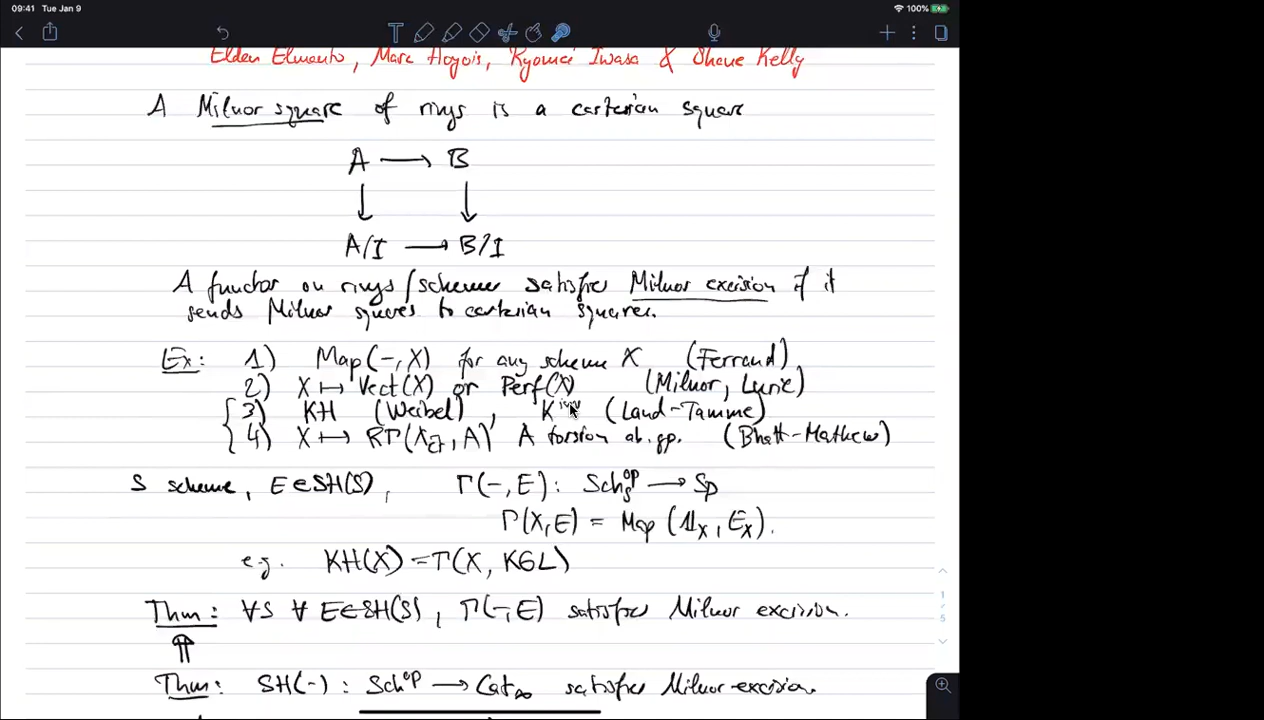 09:41 Tue Jan 9
100%
Elden Elmanto, Marc Hoyois, Ryomei Iwasa & Shane Kelly
A Milnor square of rings is a cartesian square
A → B
↓ ↓
A/I → B/I
A functor on rings/schemes satisfies Milnor excision if it
sends Milnor squares to cartesian squares.
Ex: 1) Map(-, X) for any scheme X (Ferrand)
2) X ↦ Vect(X) or Perf(X) (Milnor, Lurie)
3) KH (Weibel), K^inv (Land-Tamme)
4) X ↦ RΓ(X_ét, A) A torsion ab. gp. (Bhatt-Mathew)
S scheme, E ∈ SH(S), Γ(-, E): Sch_S^op → Sp
Γ(X, E) = Map(1_X, E_X).
e.g. KH(X) = Γ(X, KGL)
Thm: ∀S ∀ E ∈ SH(S), Γ(-, E) satisfies Milnor excision.
⇑
Thm: SH(-): Sch^op → Cat_∞ satisfies Milnor excision.
1
5